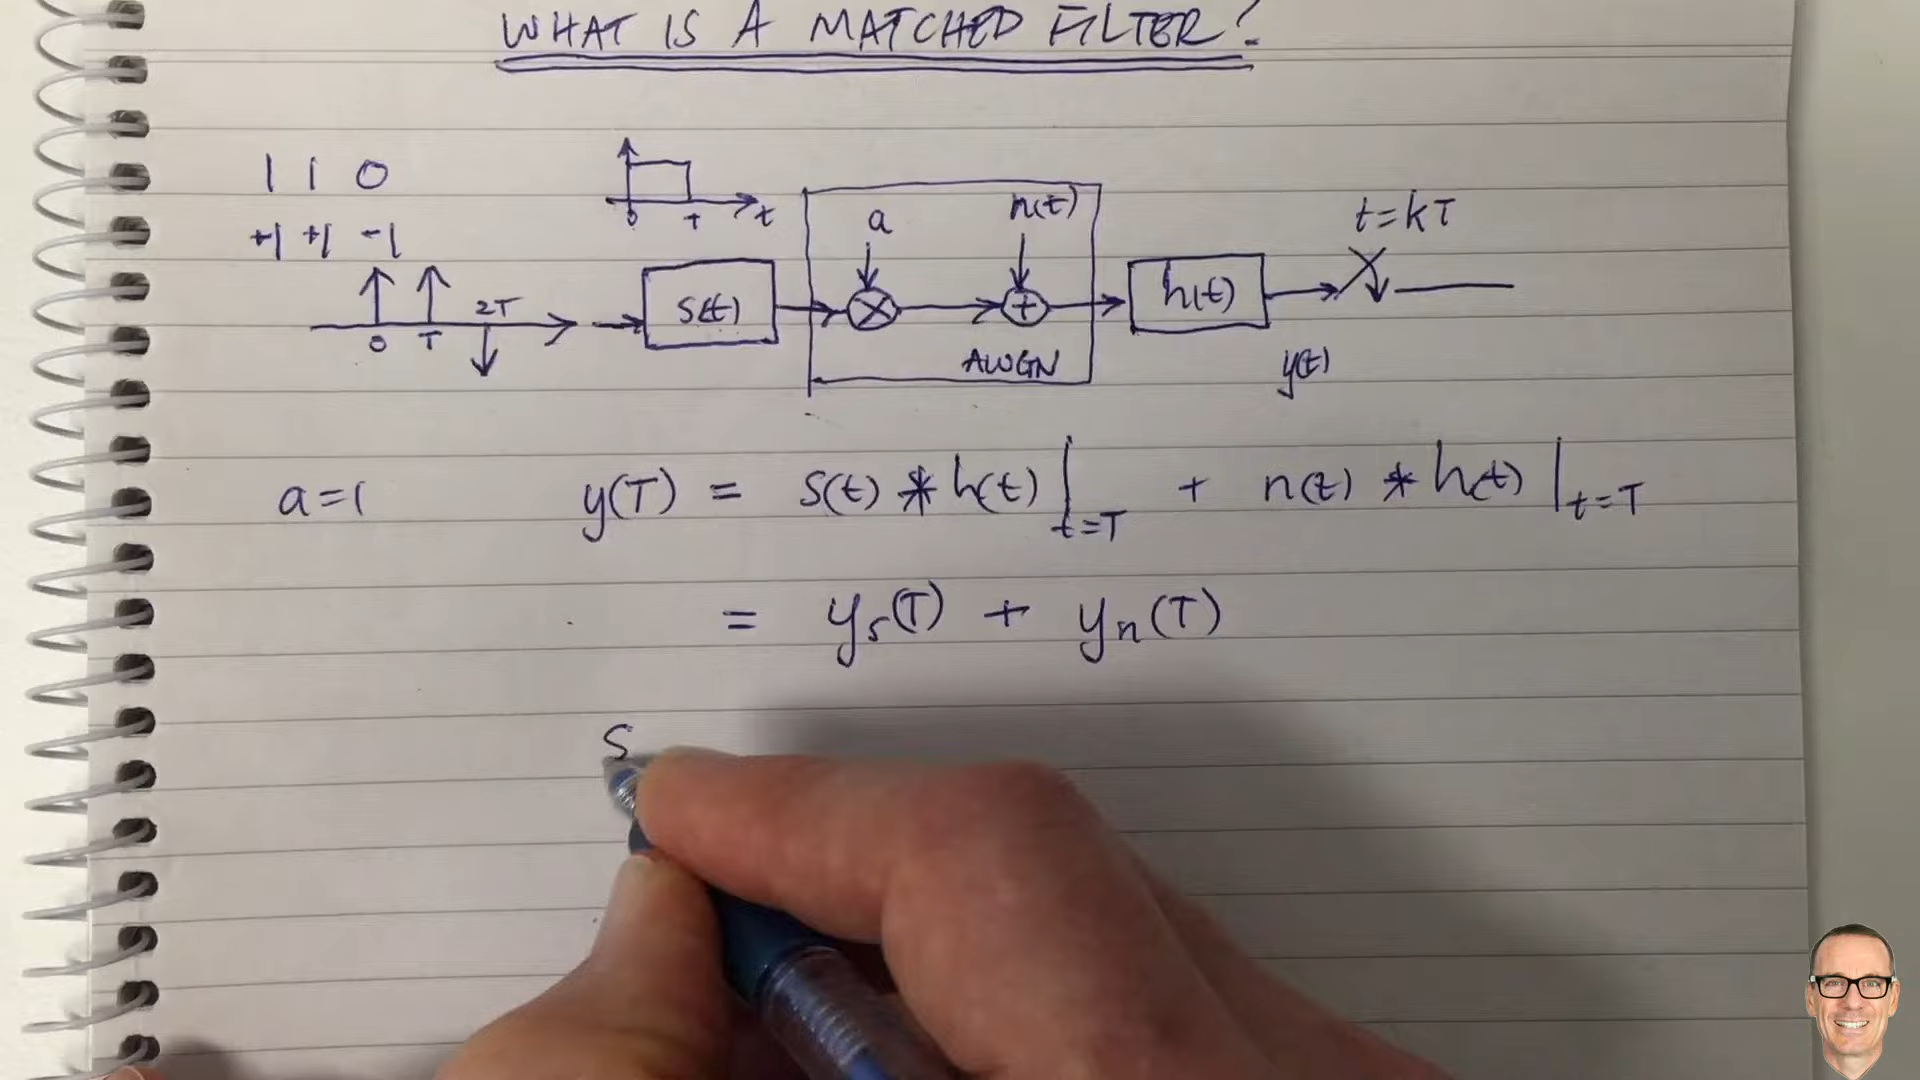 WHAT IS A MATCHED FILTER?
1 1 0
+1 +1 -1
0 T 2T
0 T t
s(t)
a
n(t)
AWGN
h(t)
t=kT
y(t)
a=1
y(T) = s(t) * h(t) |t=T + n(t) * h(t) |t=T
= ys(T) + yn(T)
S